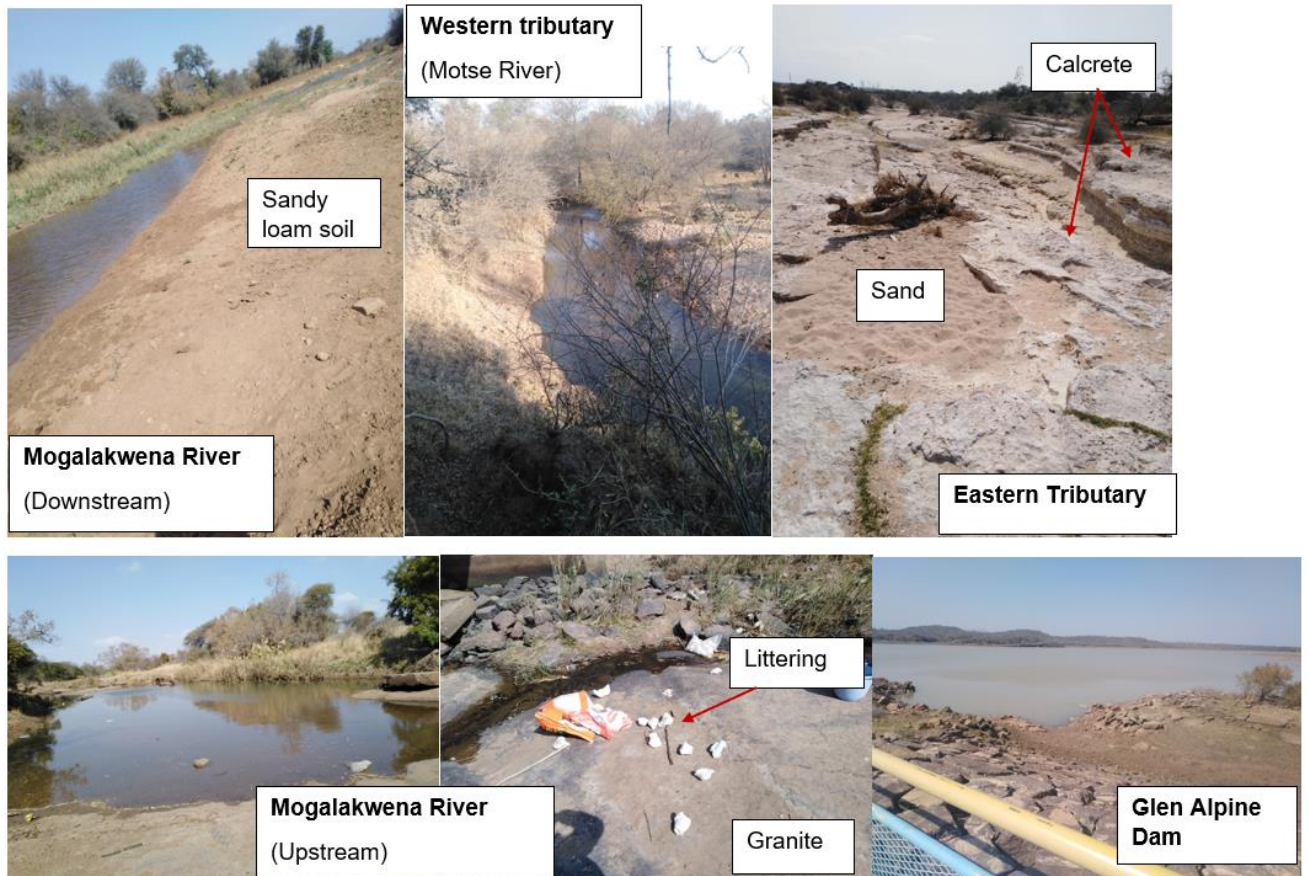 Western tributary
(Motse River)
Calcrete
Sandy
loam soil
Sand
Mogalakwena River
(Downstream)
Eastern Tributary
Littering
Mogalakwena River
(Upstream)
Granite
Glen Alpine
Dam